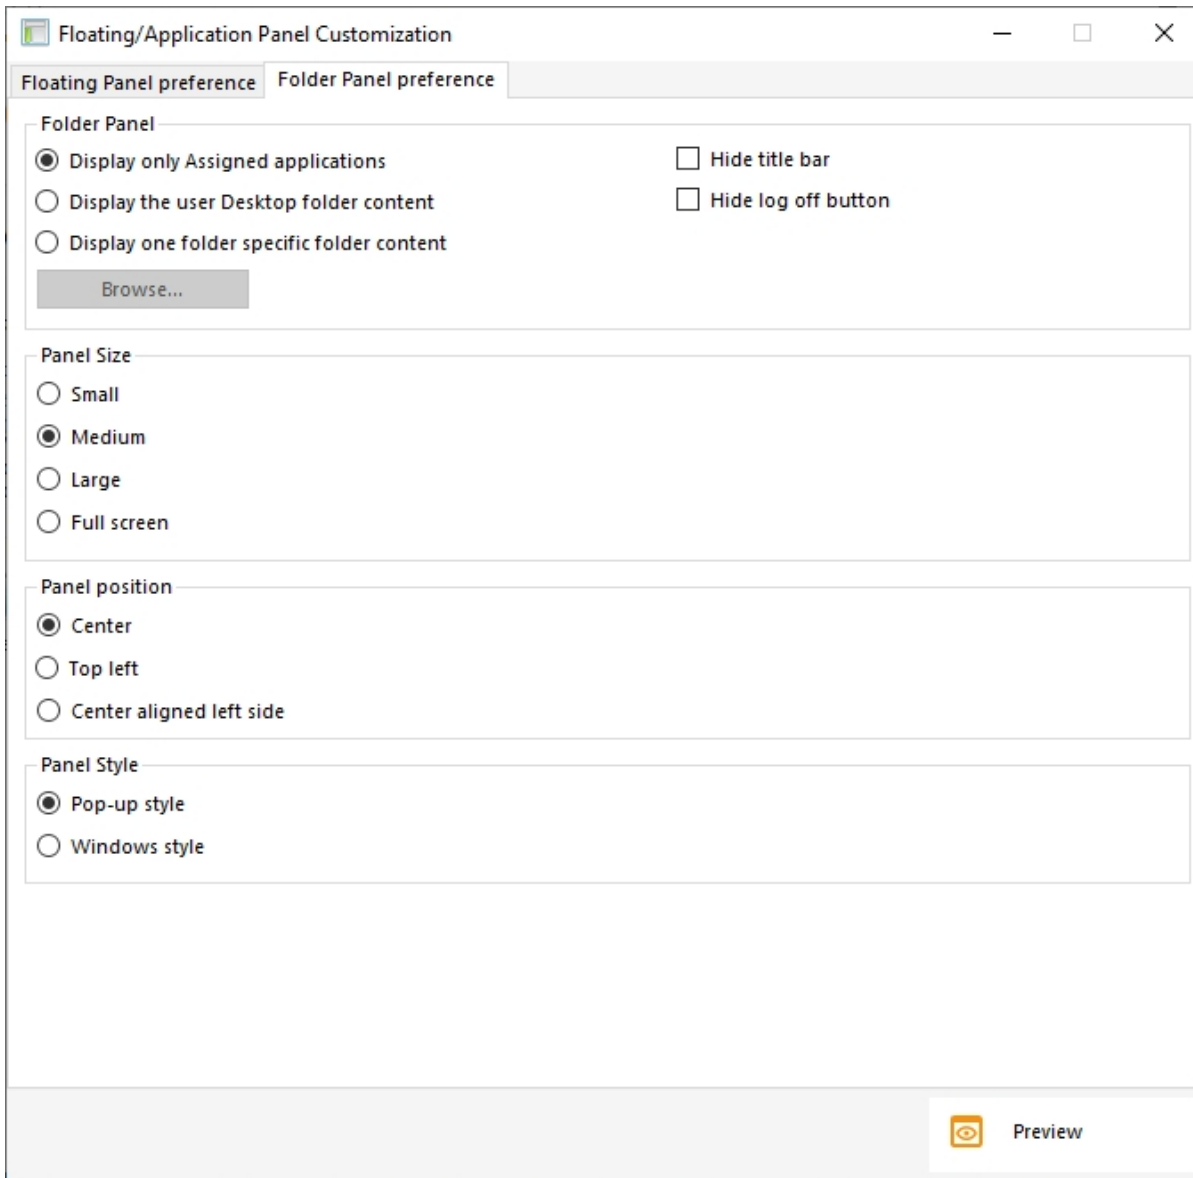 Floating/Application Panel Customization
Floating Panel preference
Folder Panel preference
Folder Panel
Display only Assigned applications
Hide title bar
Display the user Desktop folder content
Hide log off button
Display one folder specific folder content
Browse...
Panel Size
Small
Medium
Large
Full screen
Panel position
Center
Top left
Center aligned left side
Panel Style
Pop-up style
Windows style
Preview